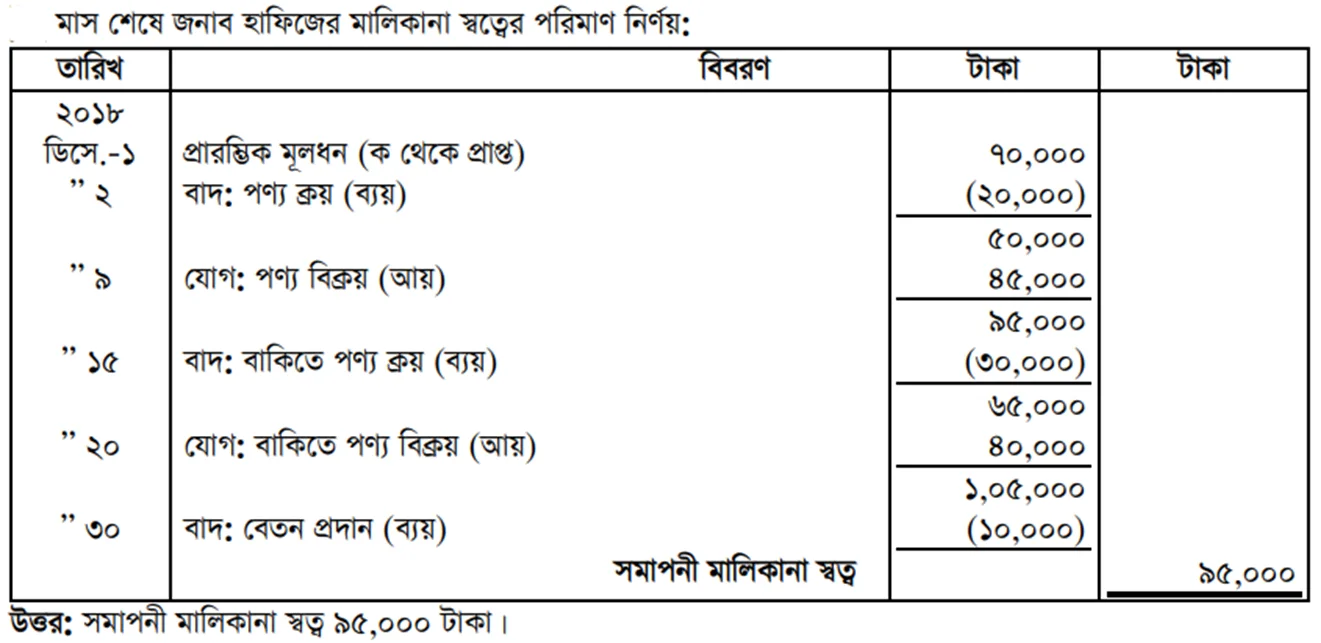 মাস শেষে জনাব হাফিজের মালিকানা স্বত্বের পরিমাণ নির্ণয়:
তারিখ বিবরণ টাকা টাকা
২০১৮
ডিসে.-১ প্রারম্ভিক মূলধন (ক থেকে প্রাপ্ত) ৭০,০০০
” ২ বাদ: পণ্য ক্রয় (ব্যয়) (২০,০০০)
৫০,০০০
” ৯ যোগ: পণ্য বিক্রয় (আয়) ৪৫,০০০
৯৫,০০০
” ১৫ বাদ: বাকিতে পণ্য ক্রয় (ব্যয়) (৩০,০০০)
৬৫,০০০
” ২০ যোগ: বাকিতে পণ্য বিক্রয় (আয়) ৪০,০০০
১,০৫,০০০
” ৩০ বাদ: বেতন প্রদান (ব্যয়) (১০,০০০)
সমাপনী মালিকানা স্বত্ব ৯৫,০০০
উত্তর: সমাপনী মালিকানা স্বত্ব ৯৫,০০০ টাকা।